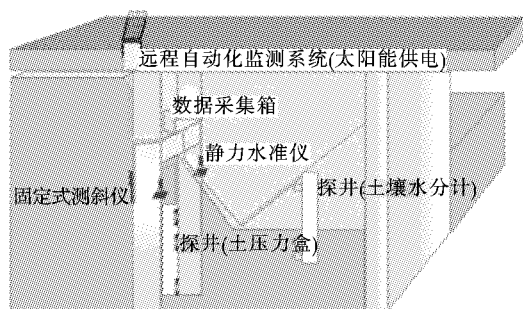 远程自动化监测系统(太阳能供电)
数据采集箱
静力水准仪
固定式测斜仪
探井(土壤水分计)
探井(土压力盒)